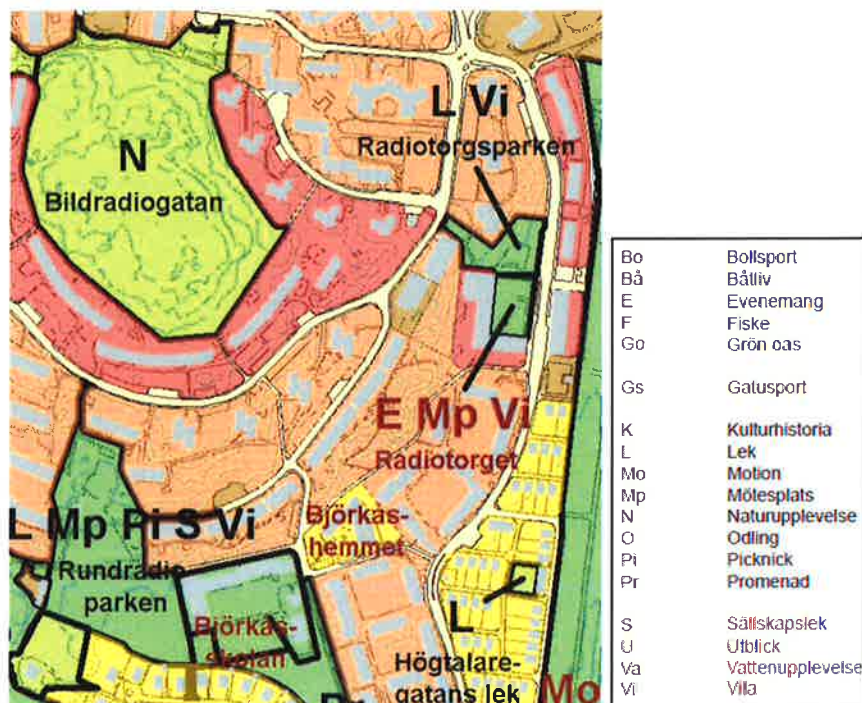 L Vi
Radiotorgsparken
N
Bildradiogatan
E Mp Vi
Radiotorget
L Mp Pi S Vi
Rundradio
parken
Björkås-
hemmet
Björkås-
skolan
L
Högtalare-
gatans lek
Mo
Bo Bollsport
Bå Båtliv
E Evenemang
F Fiske
Go Grön oas
Gs Gatusport
K Kulturhistoria
L Lek
Mo Motion
Mp Mötesplats
N Naturupplevelse
O Odling
Pi Picknick
Pr Promenad
S Sällskapslek
U Utblick
Va Vattenupplevelse
Vi Vila